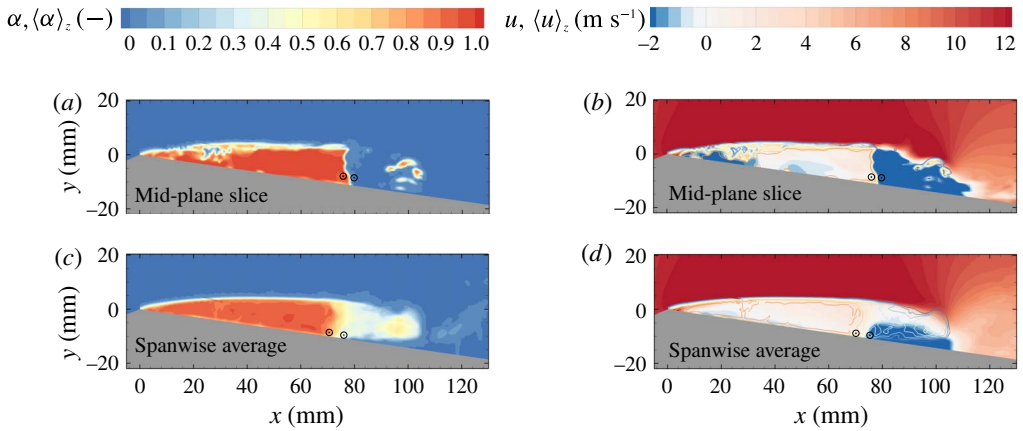 α, ⟨α⟩z (–)
0 0.1 0.2 0.3 0.4 0.5 0.6 0.7 0.8 0.9 1.0
u, ⟨u⟩z (m s⁻¹)
−2 0 2 4 6 8 10 12
(a)
20
0
−20
y (mm)
Mid-plane slice
(b)
20
0
−20
Mid-plane slice
(c)
20
0
−20
y (mm)
Spanwise average
0 20 40 60 80 100 120
x (mm)
(d)
20
0
−20
Spanwise average
0 20 40 60 80 100 120
x (mm)